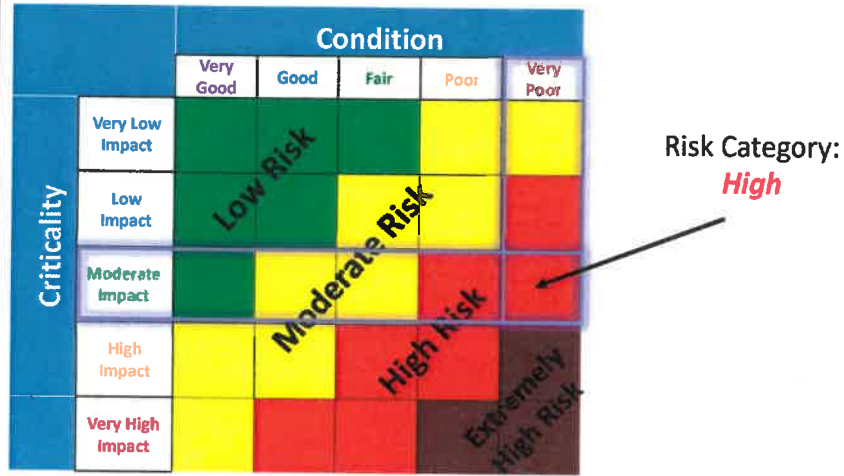 Condition
Very
Good
Good
Fair
Poor
Very
Poor
Criticality
Very Low
Impact
Low
Impact
Moderate
Impact
High
Impact
Very High
Impact
Low Risk
Moderate Risk
High Risk
Extremely
High Risk
Risk Category:
High